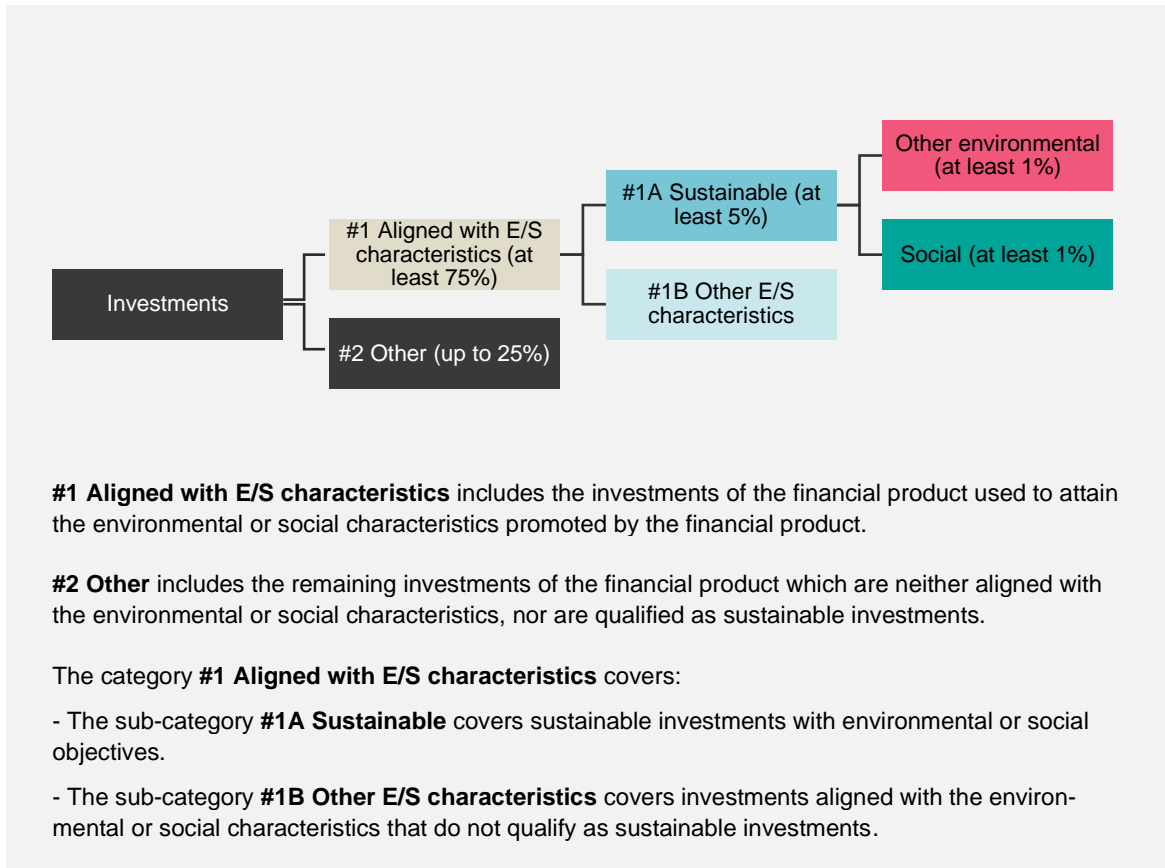 Other environmental
(at least 1%)
#1A Sustainable (at
least 5%)
#1 Aligned with E/S
characteristics (at
least 75%)
Social (at least 1%)
Investments
#1B Other E/S
characteristics
#2 Other (up to 25%)
#1 Aligned with E/S characteristics includes the investments of the financial product used to attain
the environmental or social characteristics promoted by the financial product.
#2 Other includes the remaining investments of the financial product which are neither aligned with
the environmental or social characteristics, nor are qualified as sustainable investments.
The category #1 Aligned with E/S characteristics covers:
- The sub-category #1A Sustainable covers sustainable investments with environmental or social
objectives.
- The sub-category #1B Other E/S characteristics covers investments aligned with the environ-
mental or social characteristics that do not qualify as sustainable investments.